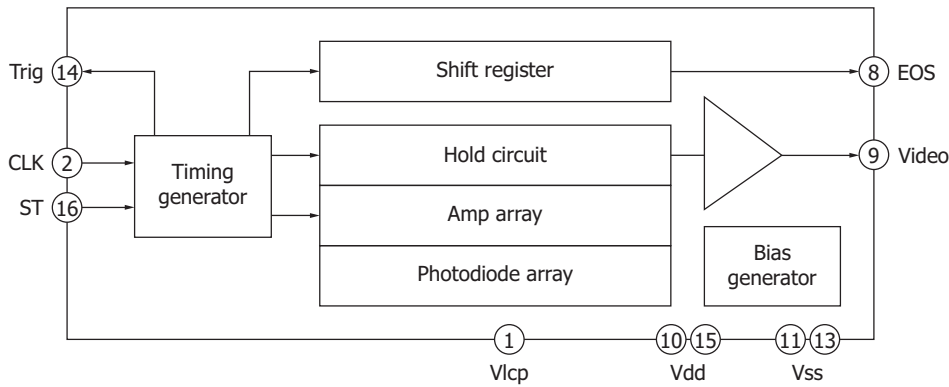 Trig
14
Shift register
8
EOS
CLK
2
Timing
generator
Hold circuit
9
Video
ST
16
Amp array
Photodiode array
Bias
generator
1
10
15
11
13
Vlcp
Vdd
Vss